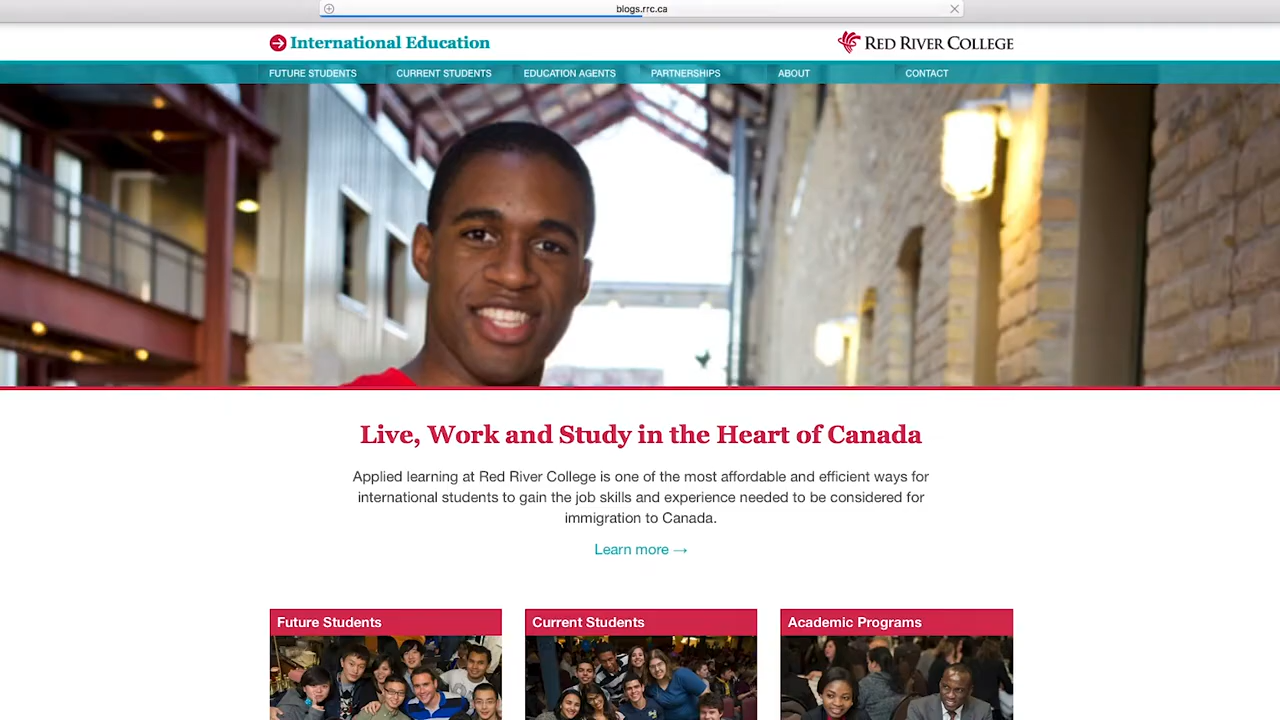 blogs.rrc.ca
International Education
RED RIVER COLLEGE
FUTURE STUDENTS CURRENT STUDENTS EDUCATION AGENTS PARTNERSHIPS ABOUT CONTACT
Live, Work and Study in the Heart of Canada
Applied learning at Red River College is one of the most affordable and efficient ways for
international students to gain the job skills and experience needed to be considered for
immigration to Canada.
Learn more →
Future Students Current Students Academic Programs